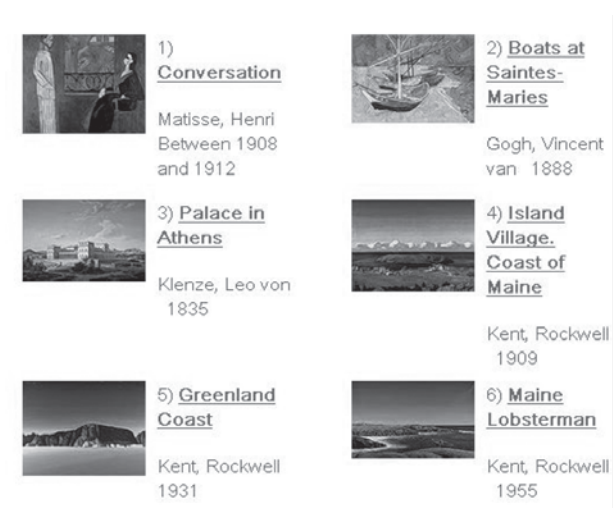 1)
Conversation
Matisse, Henri
Between 1908
and 1912
2) Boats at
Saintes-
Maries
Gogh, Vincent
van 1888
3) Palace in
Athens
Klenze, Leo von
1835
4) Island
Village.
Coast of
Maine
Kent, Rockwell
1909
5) Greenland
Coast
Kent, Rockwell
1931
6) Maine
Lobsterman
Kent, Rockwell
1955